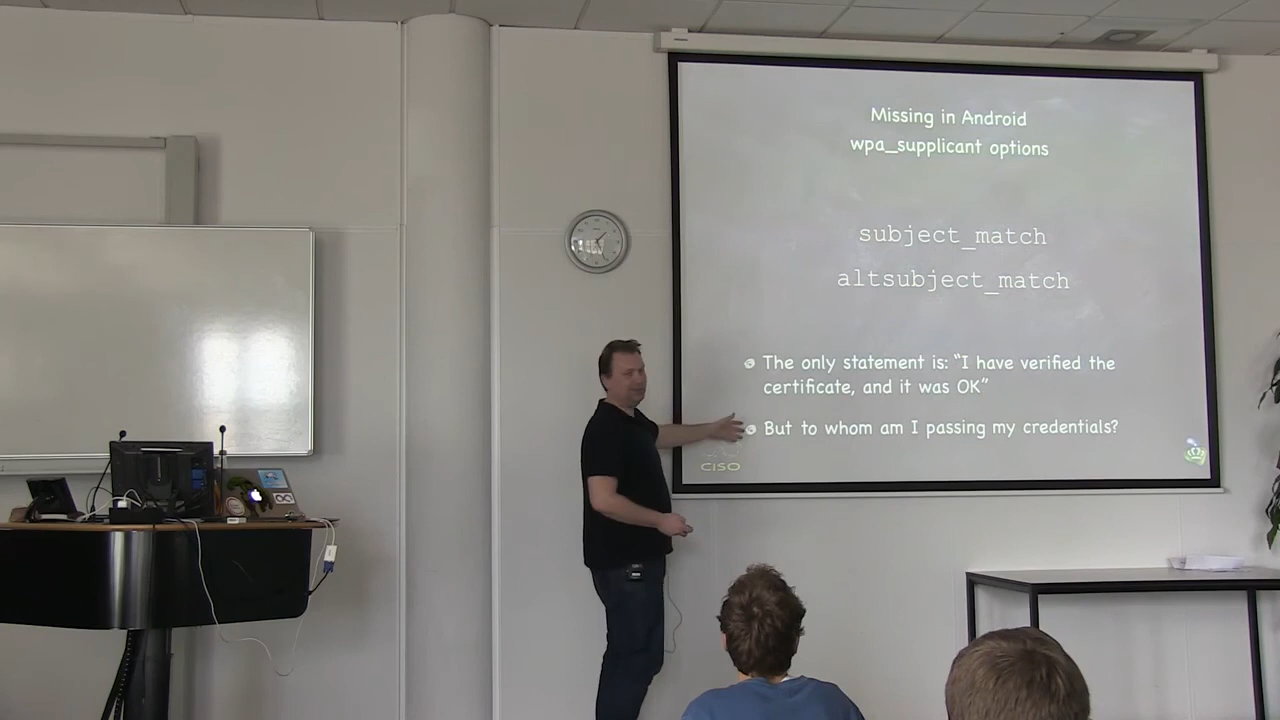 Missing in Android
wpa_supplicant options
subject_match
altsubject_match
The only statement is: “I have verified the
certificate, and it was OK”
But to whom am I passing my credentials?
CISO